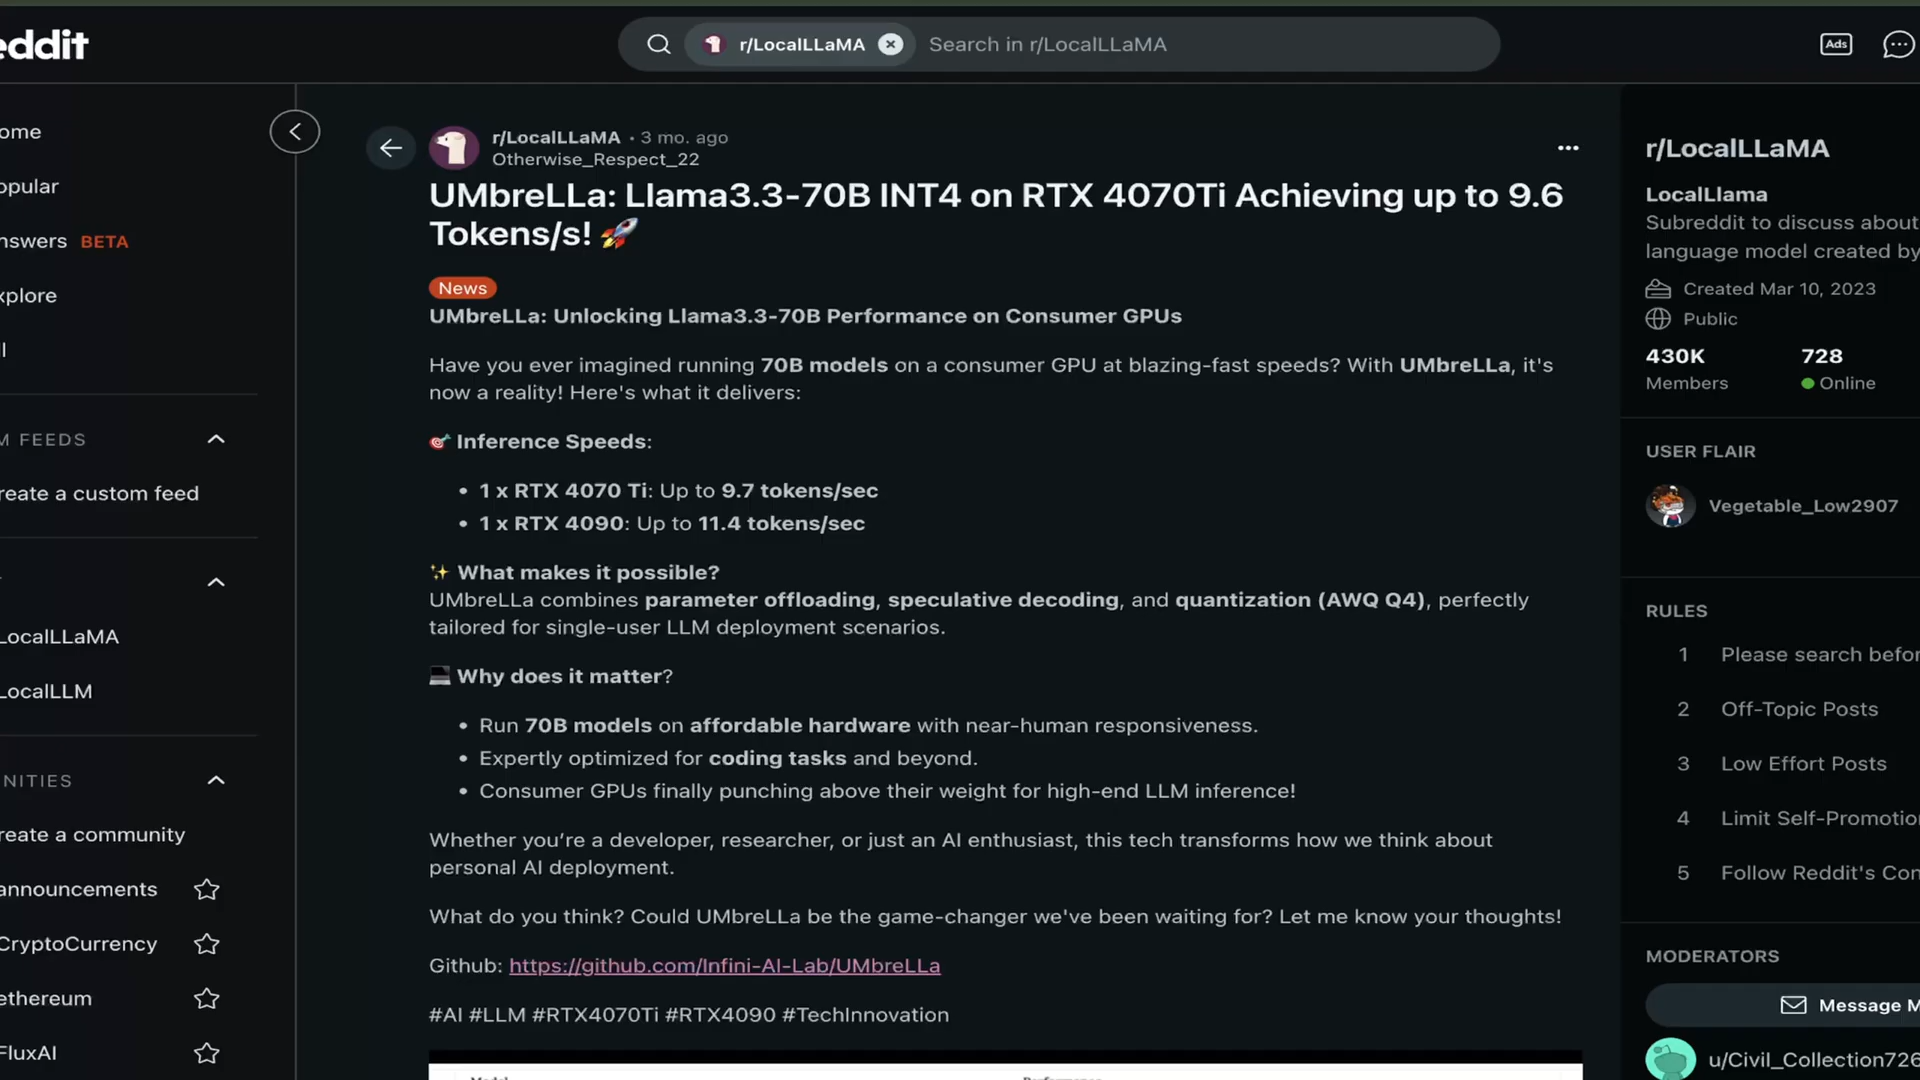 eddit
r/LocalLLaMA
Search in r/LocalLLaMA
Ads
ome
opular
nswers BETA
xplore
ll
M FEEDS
reate a custom feed
LocalLLaMA
LocalLLM
NITIES
reate a community
announcements
CryptoCurrency
ethereum
FluxAI
r/LocalLLaMA • 3 mo. ago
Otherwise_Respect_22
UMbreLLa: Llama3.3-70B INT4 on RTX 4070Ti Achieving up to 9.6
Tokens/s! 🚀
News
UMbreLLa: Unlocking Llama3.3-70B Performance on Consumer GPUs
Have you ever imagined running 70B models on a consumer GPU at blazing-fast speeds? With UMbreLLa, it's
now a reality! Here's what it delivers:
🎯 Inference Speeds:
• 1 x RTX 4070 Ti: Up to 9.7 tokens/sec
• 1 x RTX 4090: Up to 11.4 tokens/sec
✨ What makes it possible?
UMbreLLa combines parameter offloading, speculative decoding, and quantization (AWQ Q4), perfectly
tailored for single-user LLM deployment scenarios.
💻 Why does it matter?
• Run 70B models on affordable hardware with near-human responsiveness.
• Expertly optimized for coding tasks and beyond.
• Consumer GPUs finally punching above their weight for high-end LLM inference!
Whether you’re a developer, researcher, or just an AI enthusiast, this tech transforms how we think about
personal AI deployment.
What do you think? Could UMbreLLa be the game-changer we've been waiting for? Let me know your thoughts!
Github: https://github.com/Infini-AI-Lab/UMbreLLa
#AI #LLM #RTX4070Ti #RTX4090 #TechInnovation
r/LocalLLaMA
LocalLlama
Subreddit to discuss about
language model created by
Created Mar 10, 2023
Public
430K
Members
728
Online
USER FLAIR
Vegetable_Low2907
RULES
1 Please search befor
2 Off-Topic Posts
3 Low Effort Posts
4 Limit Self-Promotio
5 Follow Reddit's Con
MODERATORS
Message M
u/Civil_Collection726